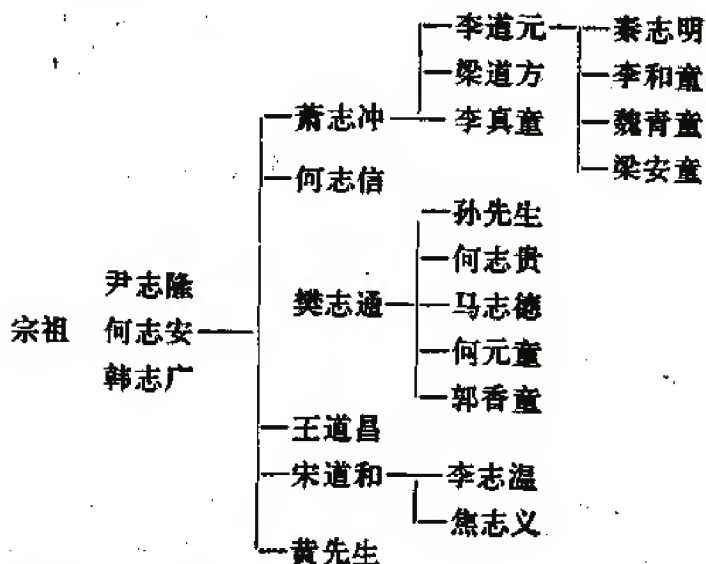 李道元 秦志明
梁道方 李和童
萧志冲 李真童 魏青童
梁安童
何志信
孙先生
何志贵
尹志隆
樊志通 马志德
宗祖 何志安
何元童
韩志广
郭香童
王道昌
宋道和 李志温
焦志义
黄先生